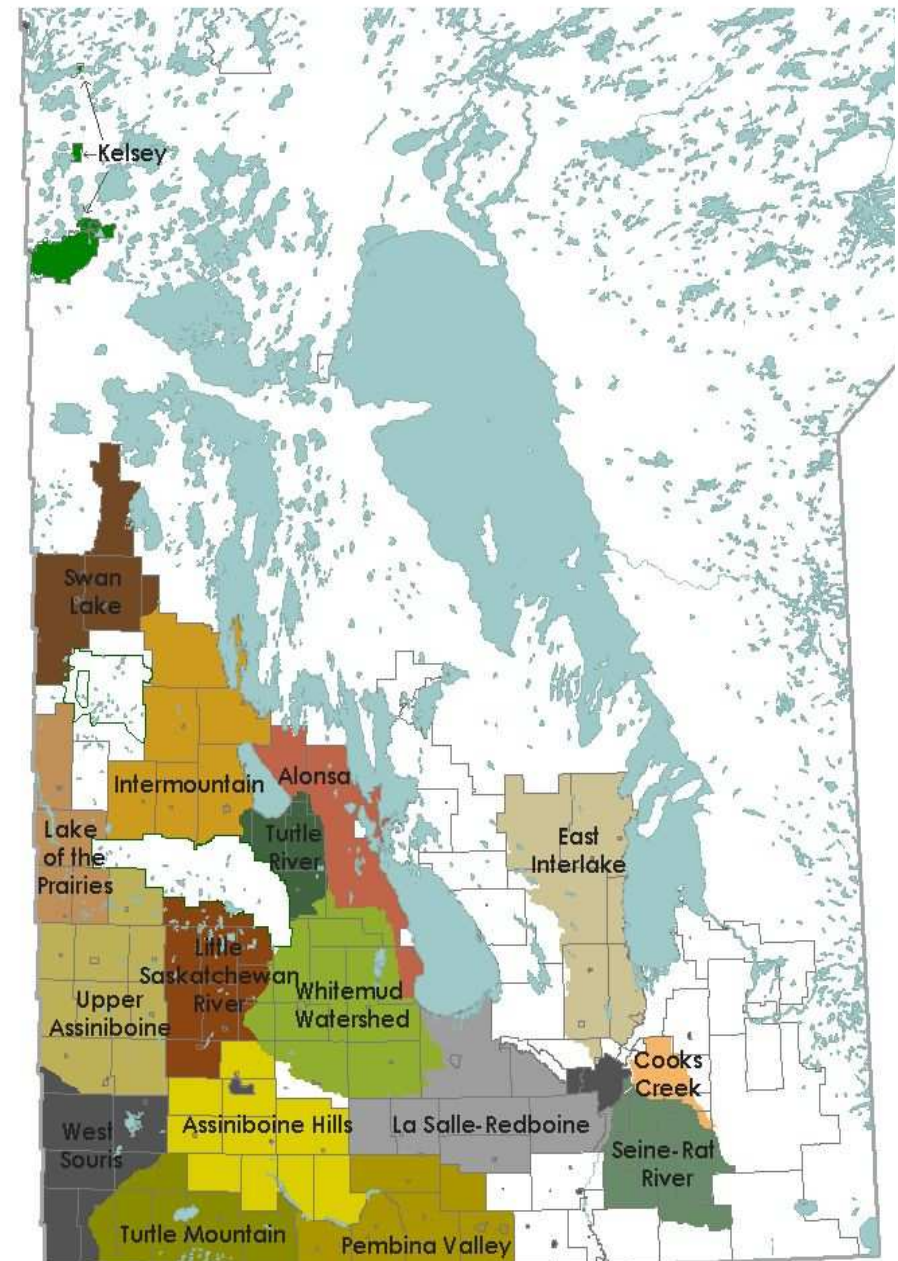 Kelsey
Swan
Lake
Intermountain
Alonsa
Lake
of the
Prairies
Turtle
River
East
Interlake
Little
Saskatchewan
River
Upper
Assiniboine
Whitemud
Watershed
Cooks
Creek
West
Souris
Assiniboine Hills
La Salle-Redboine
Seine-Rat
River
Turtle Mountain
Pembina Valley